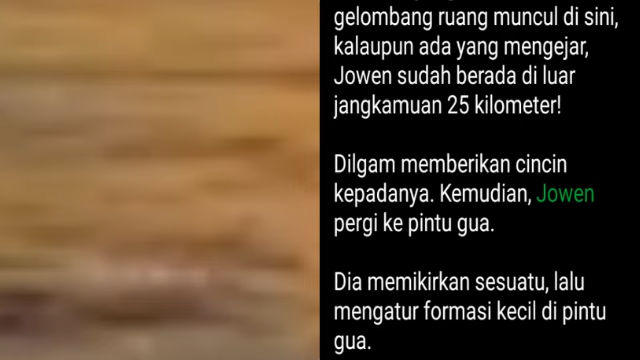 gelombang ruang muncul di sini,
kalaupun ada yang mengejar,
Jowen sudah berada di luar
jangkamuan 25 kilometer!
Dilgam memberikan cincin
kepadanya. Kemudian, Jowen
pergi ke pintu gua.
Dia memikirkan sesuatu, lalu
mengatur formasi kecil di pintu
gua.